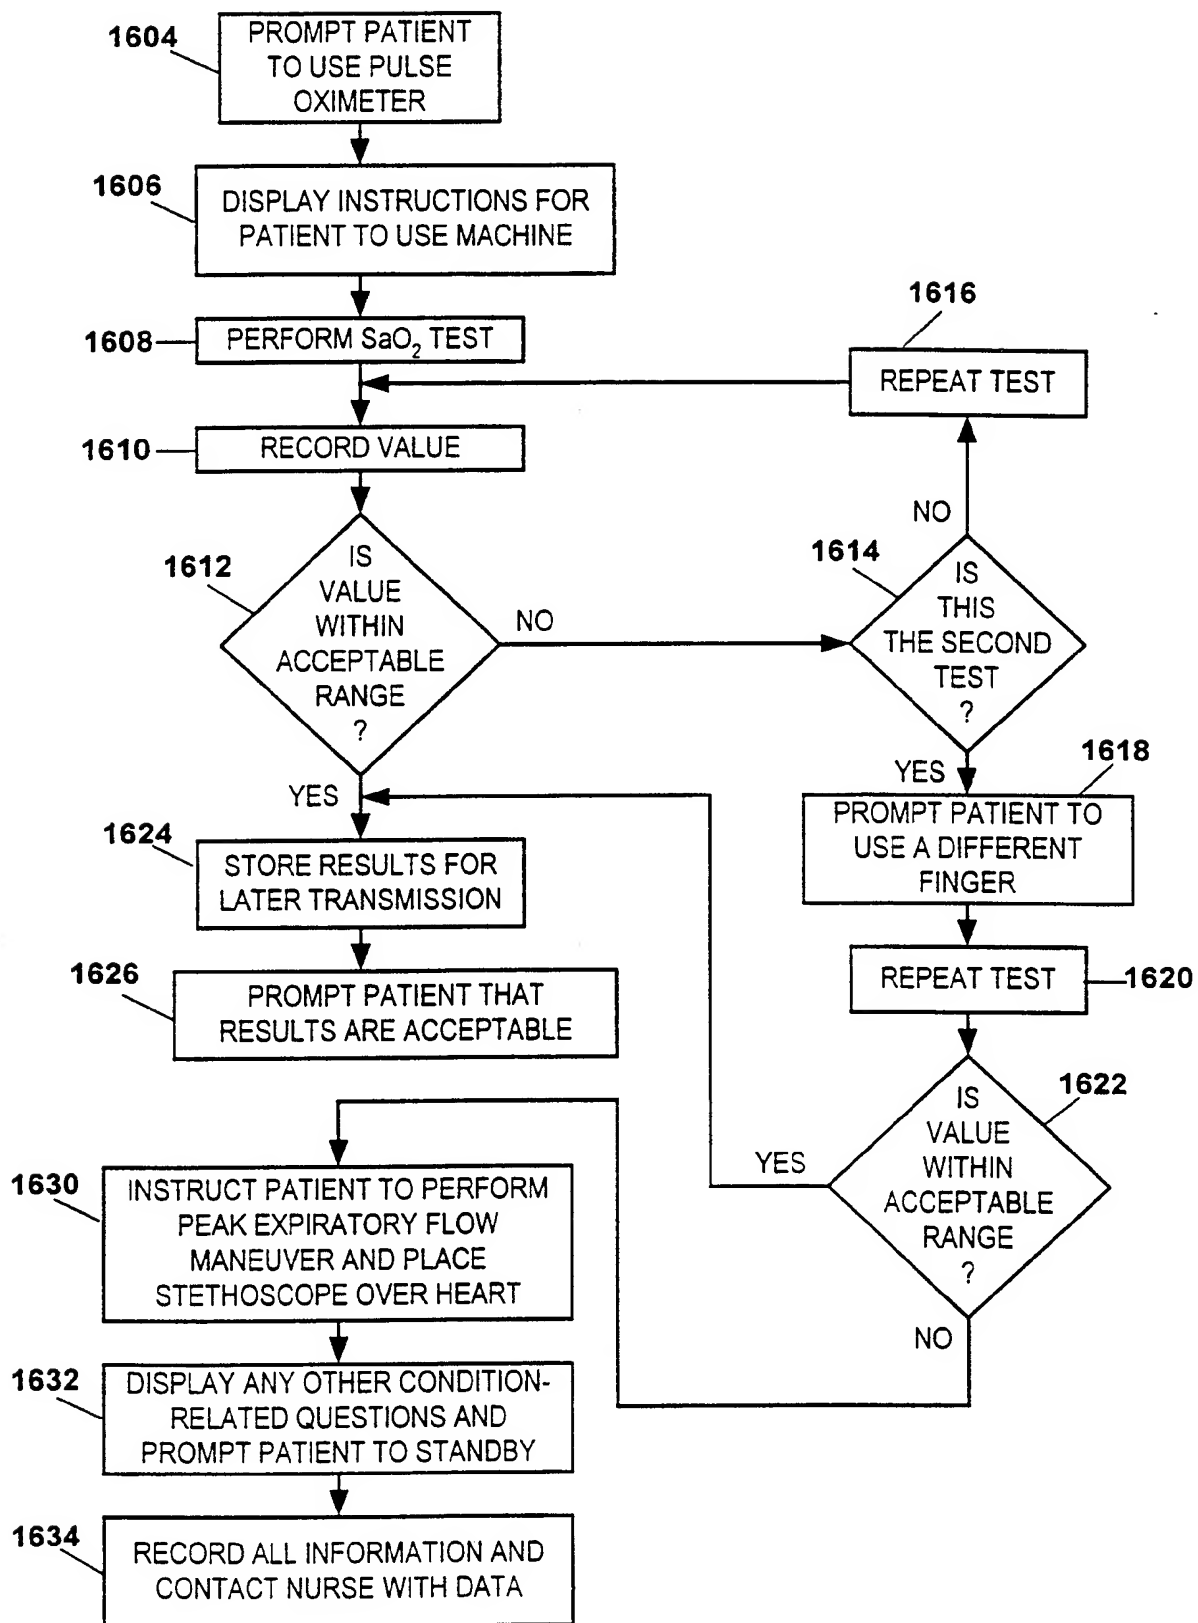 1604
PROMPT PATIENT
TO USE PULSE
OXIMETER
1606
DISPLAY INSTRUCTIONS FOR
PATIENT TO USE MACHINE
1608
PERFORM SaO₂ TEST
1616
REPEAT TEST
1610
RECORD VALUE
1612
IS
VALUE
WITHIN
ACCEPTABLE
RANGE
?
NO
YES
1614
IS
THIS
THE SECOND
TEST
?
NO
YES
1618
PROMPT PATIENT TO
USE A DIFFERENT
FINGER
1624
STORE RESULTS FOR
LATER TRANSMISSION
1626
PROMPT PATIENT THAT
RESULTS ARE ACCEPTABLE
REPEAT TEST
1620
1622
IS
VALUE
WITHIN
ACCEPTABLE
RANGE
?
YES
NO
1630
INSTRUCT PATIENT TO PERFORM
PEAK EXPIRATORY FLOW
MANEUVER AND PLACE
STETHOSCOPE OVER HEART
1632
DISPLAY ANY OTHER CONDITION-
RELATED QUESTIONS AND
PROMPT PATIENT TO STANDBY
1634
RECORD ALL INFORMATION AND
CONTACT NURSE WITH DATA